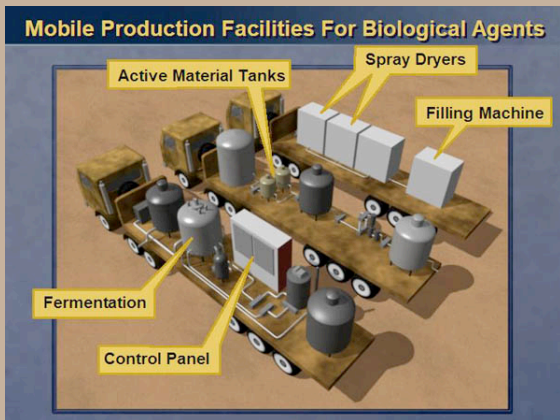 Mobile Production Facilities For Biological Agents
Spray Dryers
Active Material Tanks
Filling Machine
Fermentation
Control Panel